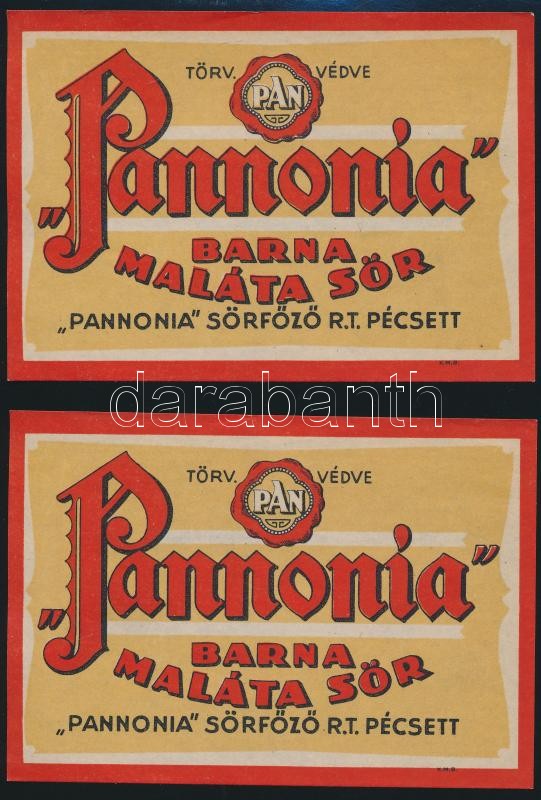 TÖRV. PAN VÉDVE
„Pannonia”
BARNA
MALÁTA SÖR
„PANNONIA” SÖRFŐZŐ R.T. PÉCSETT
K.M.B.
darabanth
TÖRV. PAN VÉDVE
„Pannonia”
BARNA
MALÁTA SÖR
„PANNONIA” SÖRFŐZŐ R.T. PÉCSETT
K.M.B.